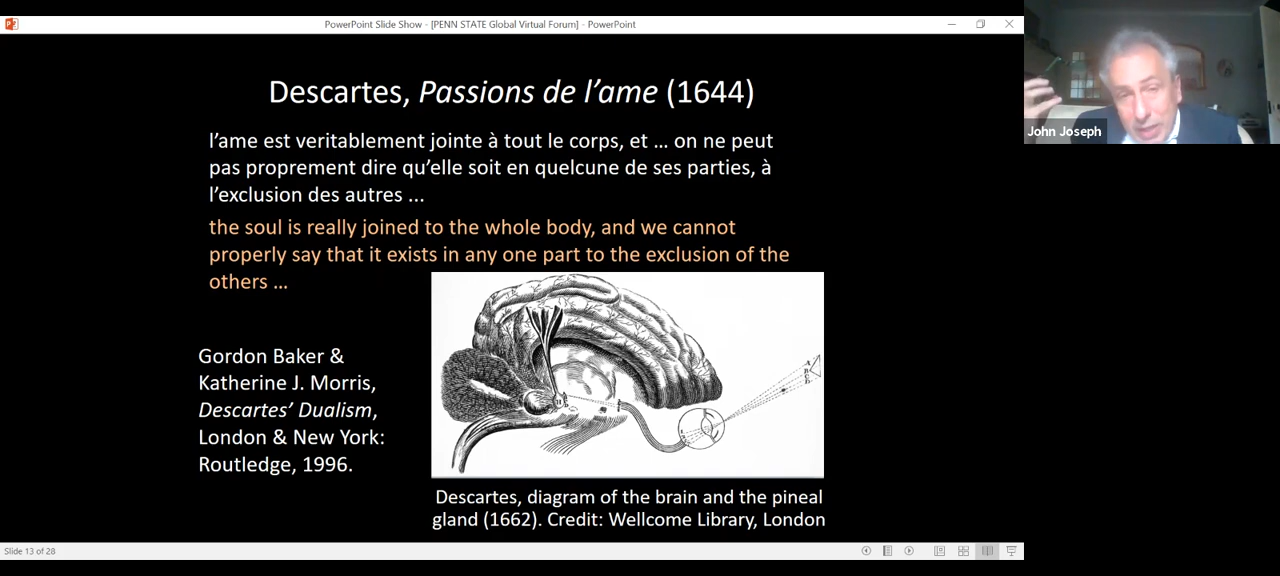 PowerPoint Slide Show - [PENN STATE Global Virtual Forum] - PowerPoint
Descartes, Passions de l'ame (1644)
l'ame est veritablement jointe à tout le corps, et ... on ne peut
pas proprement dire qu'elle soit en quelcune de ses parties, à
l'exclusion des autres ...
the soul is really joined to the whole body, and we cannot
properly say that it exists in any one part to the exclusion of the
others ...
Gordon Baker &
Katherine J. Morris,
Descartes' Dualism,
London & New York:
Routledge, 1996.
Descartes, diagram of the brain and the pineal
gland (1662). Credit: Wellcome Library, London
Slide 13 of 28
John Joseph